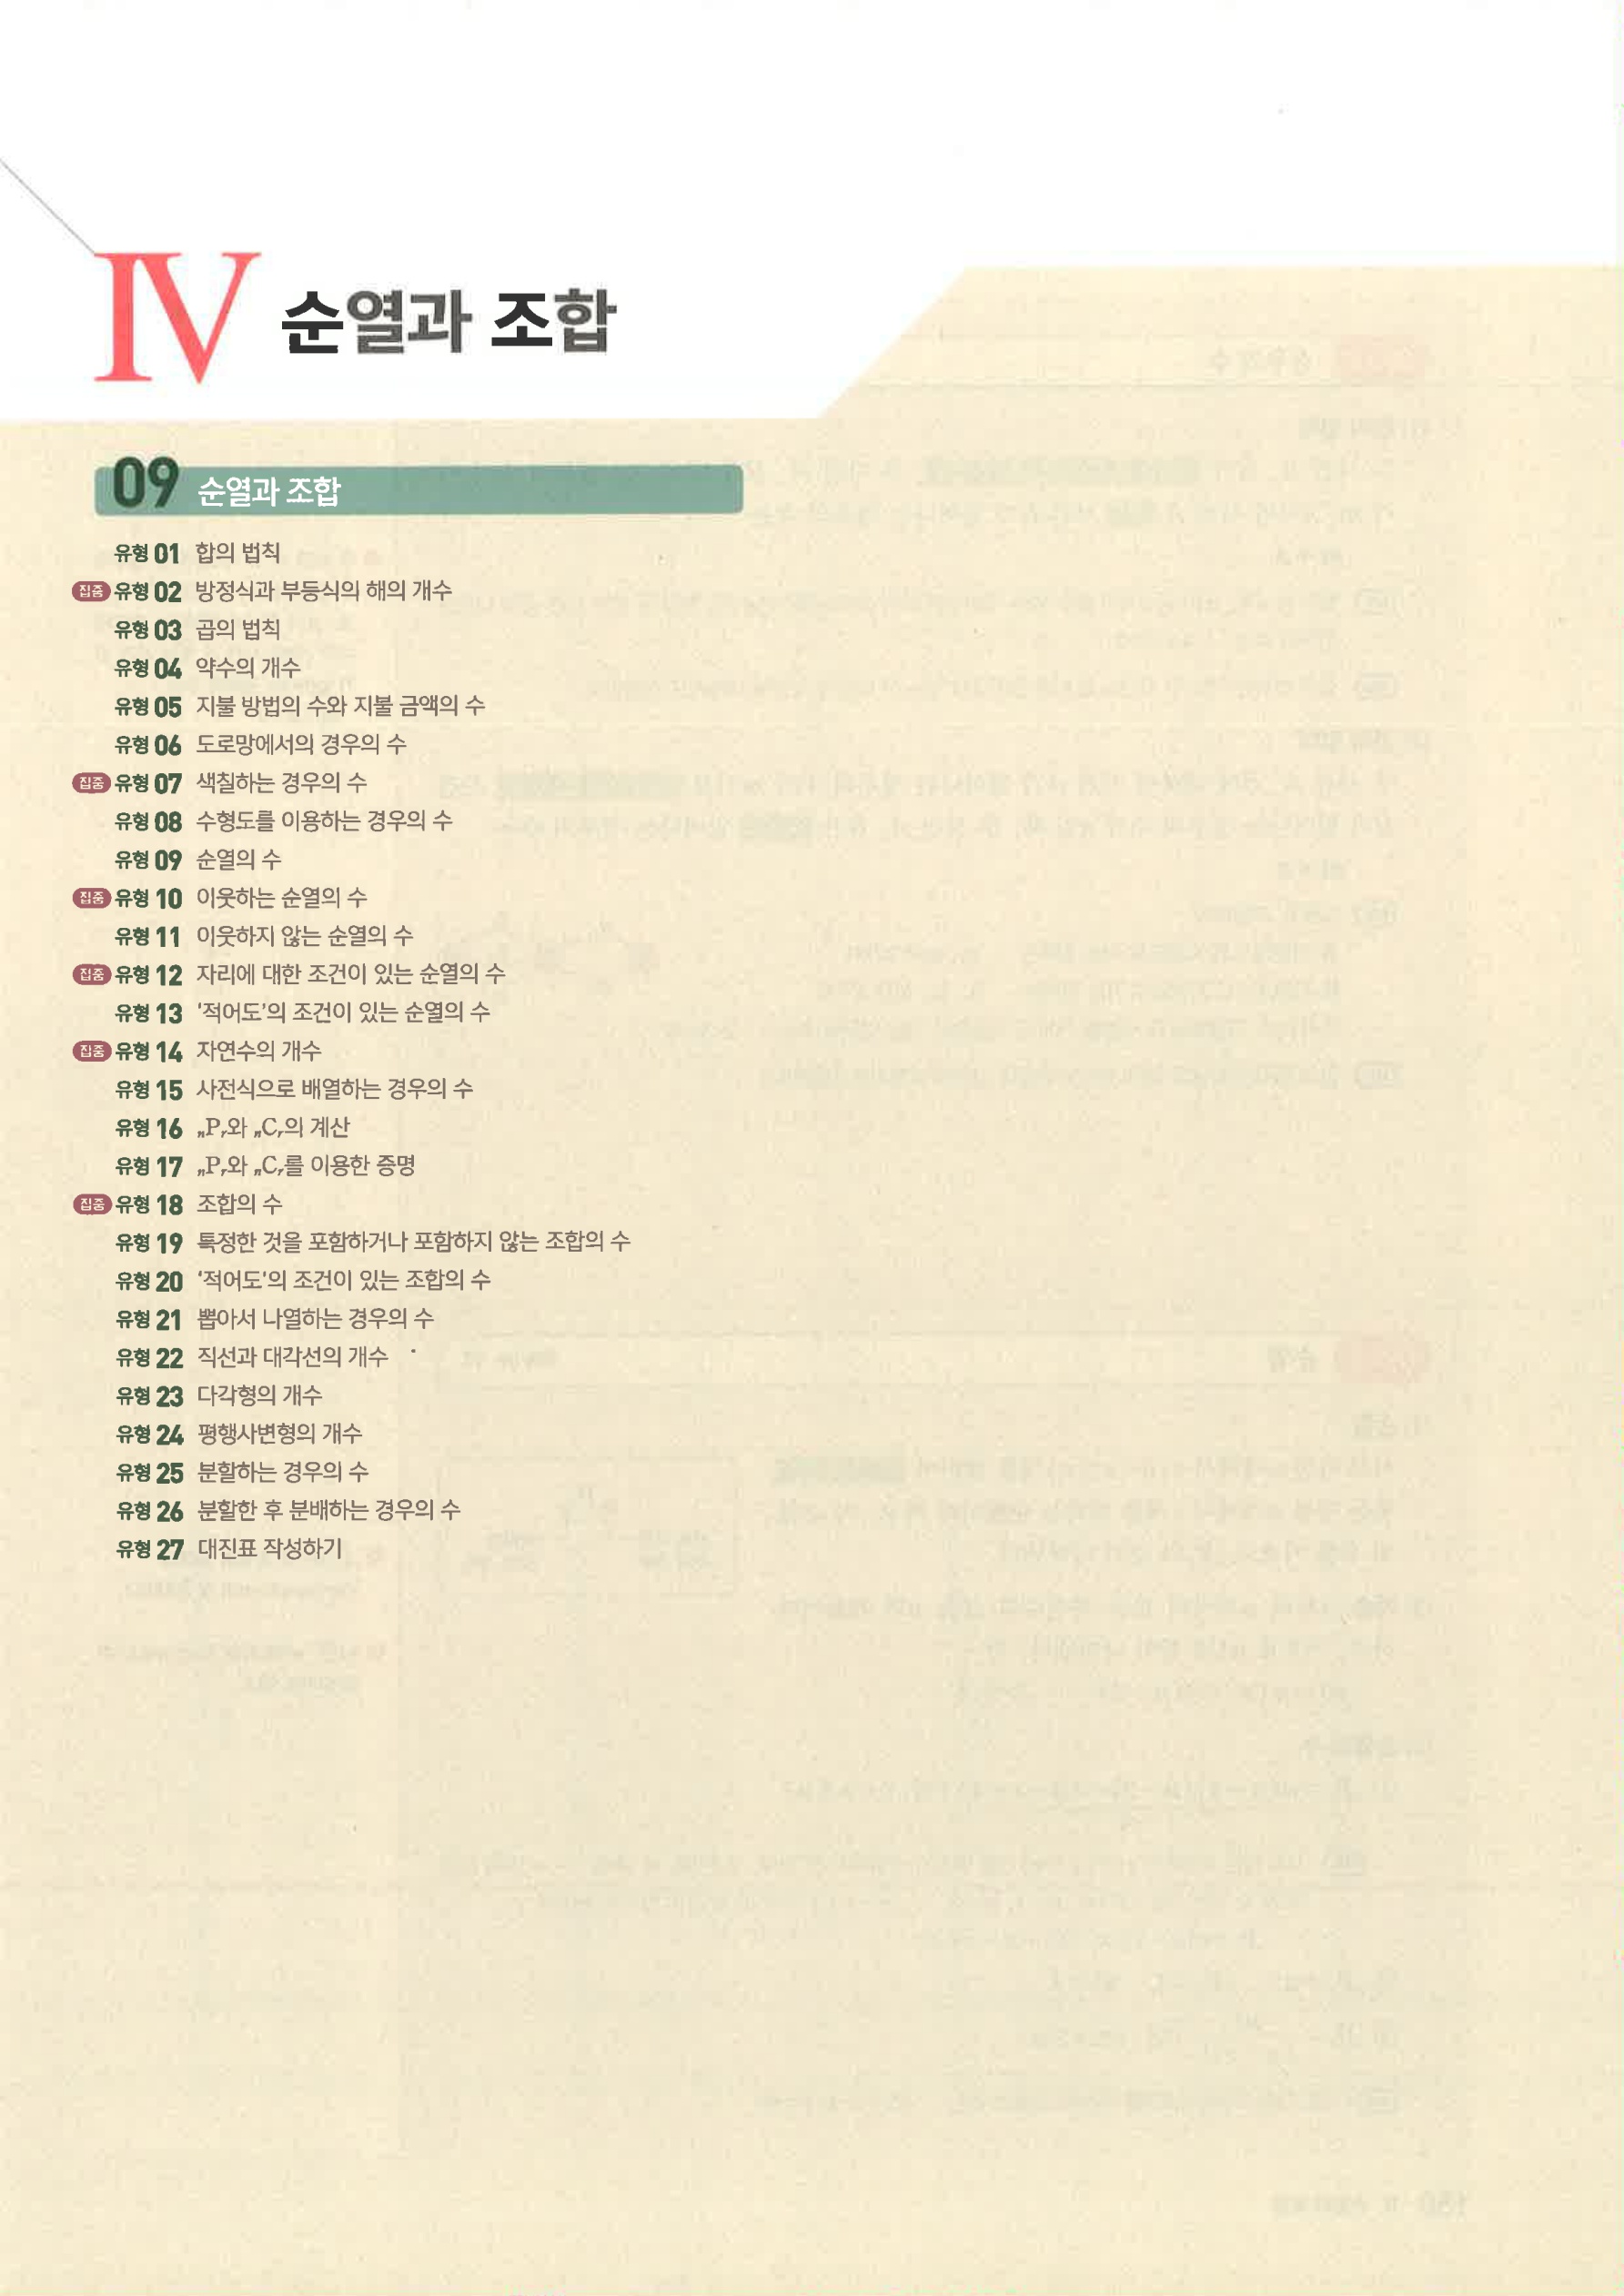 IV 순열과 조합
09 순열과 조합
유형 01 합의 법칙
집중 유형 02 방정식과 부등식의 해의 개수
유형 03 곱의 법칙
유형 04 약수의 개수
유형 05 지불 방법의 수와 지불 금액의 수
유형 06 도로망에서의 경우의 수
집중 유형 07 색칠하는 경우의 수
유형 08 수형도를 이용하는 경우의 수
유형 09 순열의 수
집중 유형 10 이웃하는 순열의 수
유형 11 이웃하지 않는 순열의 수
집중 유형 12 자리에 대한 조건이 있는 순열의 수
유형 13 '적어도'의 조건이 있는 순열의 수
집중 유형 14 자연수의 개수
유형 15 사전식으로 배열하는 경우의 수
유형 16 ₙPᵣ와 ₙCᵣ의 계산
유형 17 ₙPᵣ와 ₙCᵣ를 이용한 증명
집중 유형 18 조합의 수
유형 19 특정한 것을 포함하거나 포함하지 않는 조합의 수
유형 20 '적어도'의 조건이 있는 조합의 수
유형 21 뽑아서 나열하는 경우의 수
유형 22 직선과 대각선의 개수
유형 23 다각형의 개수
유형 24 평행사변형의 개수
유형 25 분할하는 경우의 수
유형 26 분할한 후 분배하는 경우의 수
유형 27 대진표 작성하기